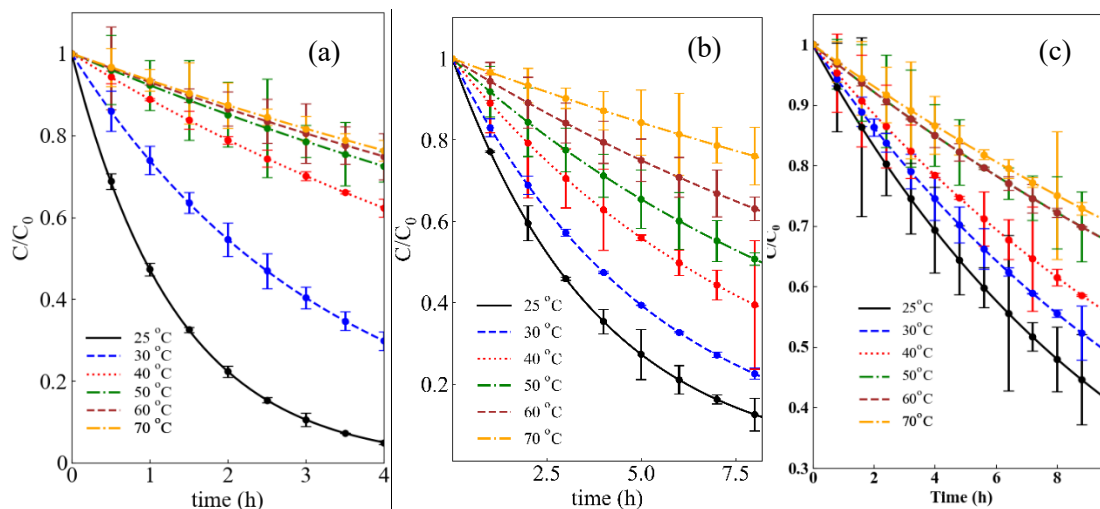 (a)
C/C0
1
0.8
0.6
0.4
0.2
0
25 °C
30 °C
40 °C
50 °C
60 °C
70 °C
0 1 2 3 4
time (h)
(b)
C/C0
1
0.8
0.6
0.4
0.2
25 °C
30 °C
40 °C
50 °C
60 °C
70 °C
2.5 5.0 7.5
time (h)
(c)
C/C0
1
0.9
0.8
0.7
0.6
0.5
0.4
0.3
25 °C
30 °C
40 °C
50 °C
60 °C
70 °C
0 2 4 6 8
Time (h)